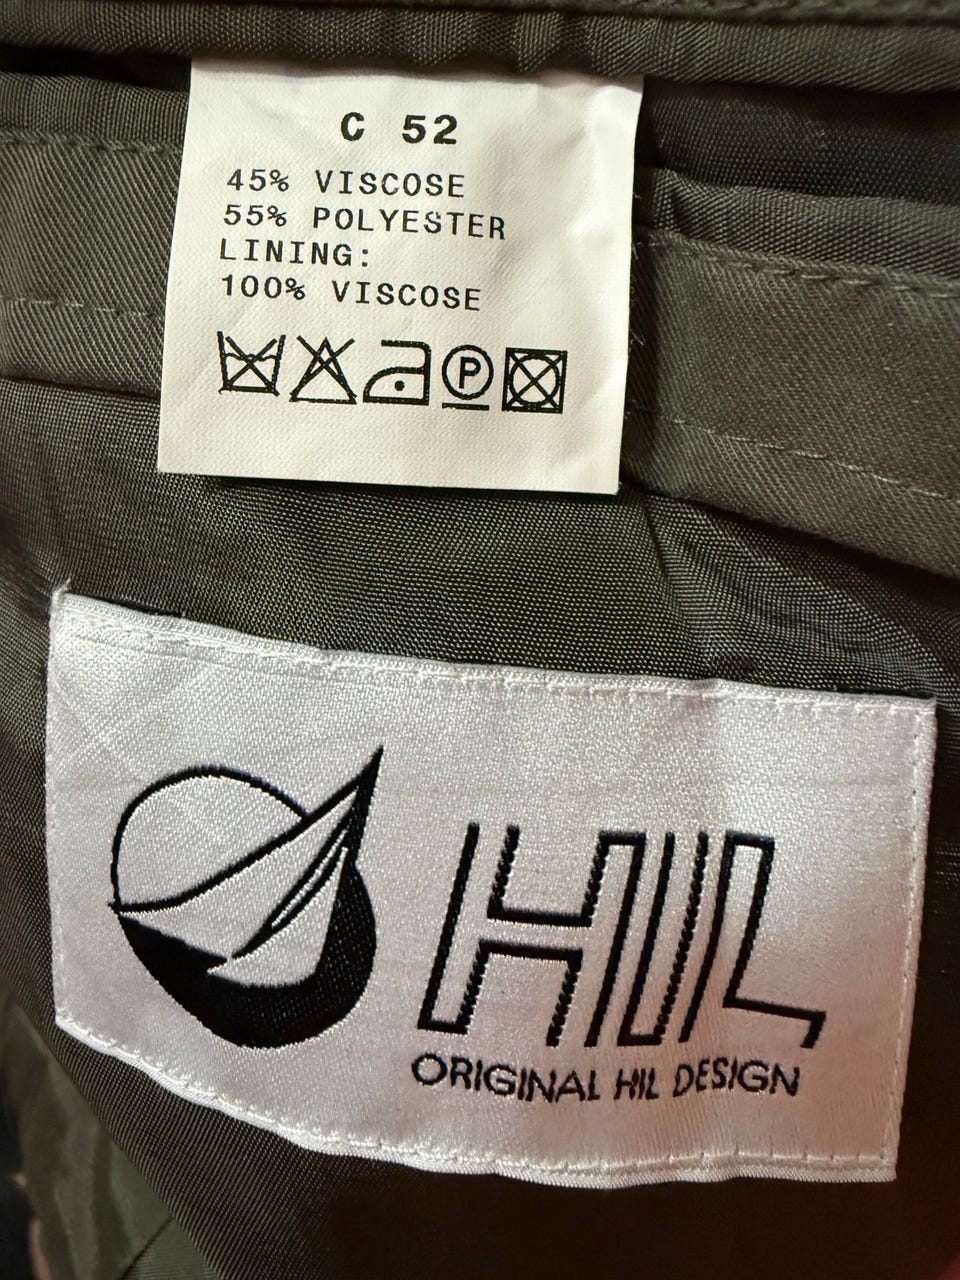 C 52
45% VISCOSE
55% POLYESTER
LINING:
100% VISCOSE
P
HIL
ORIGINAL HIL DESIGN